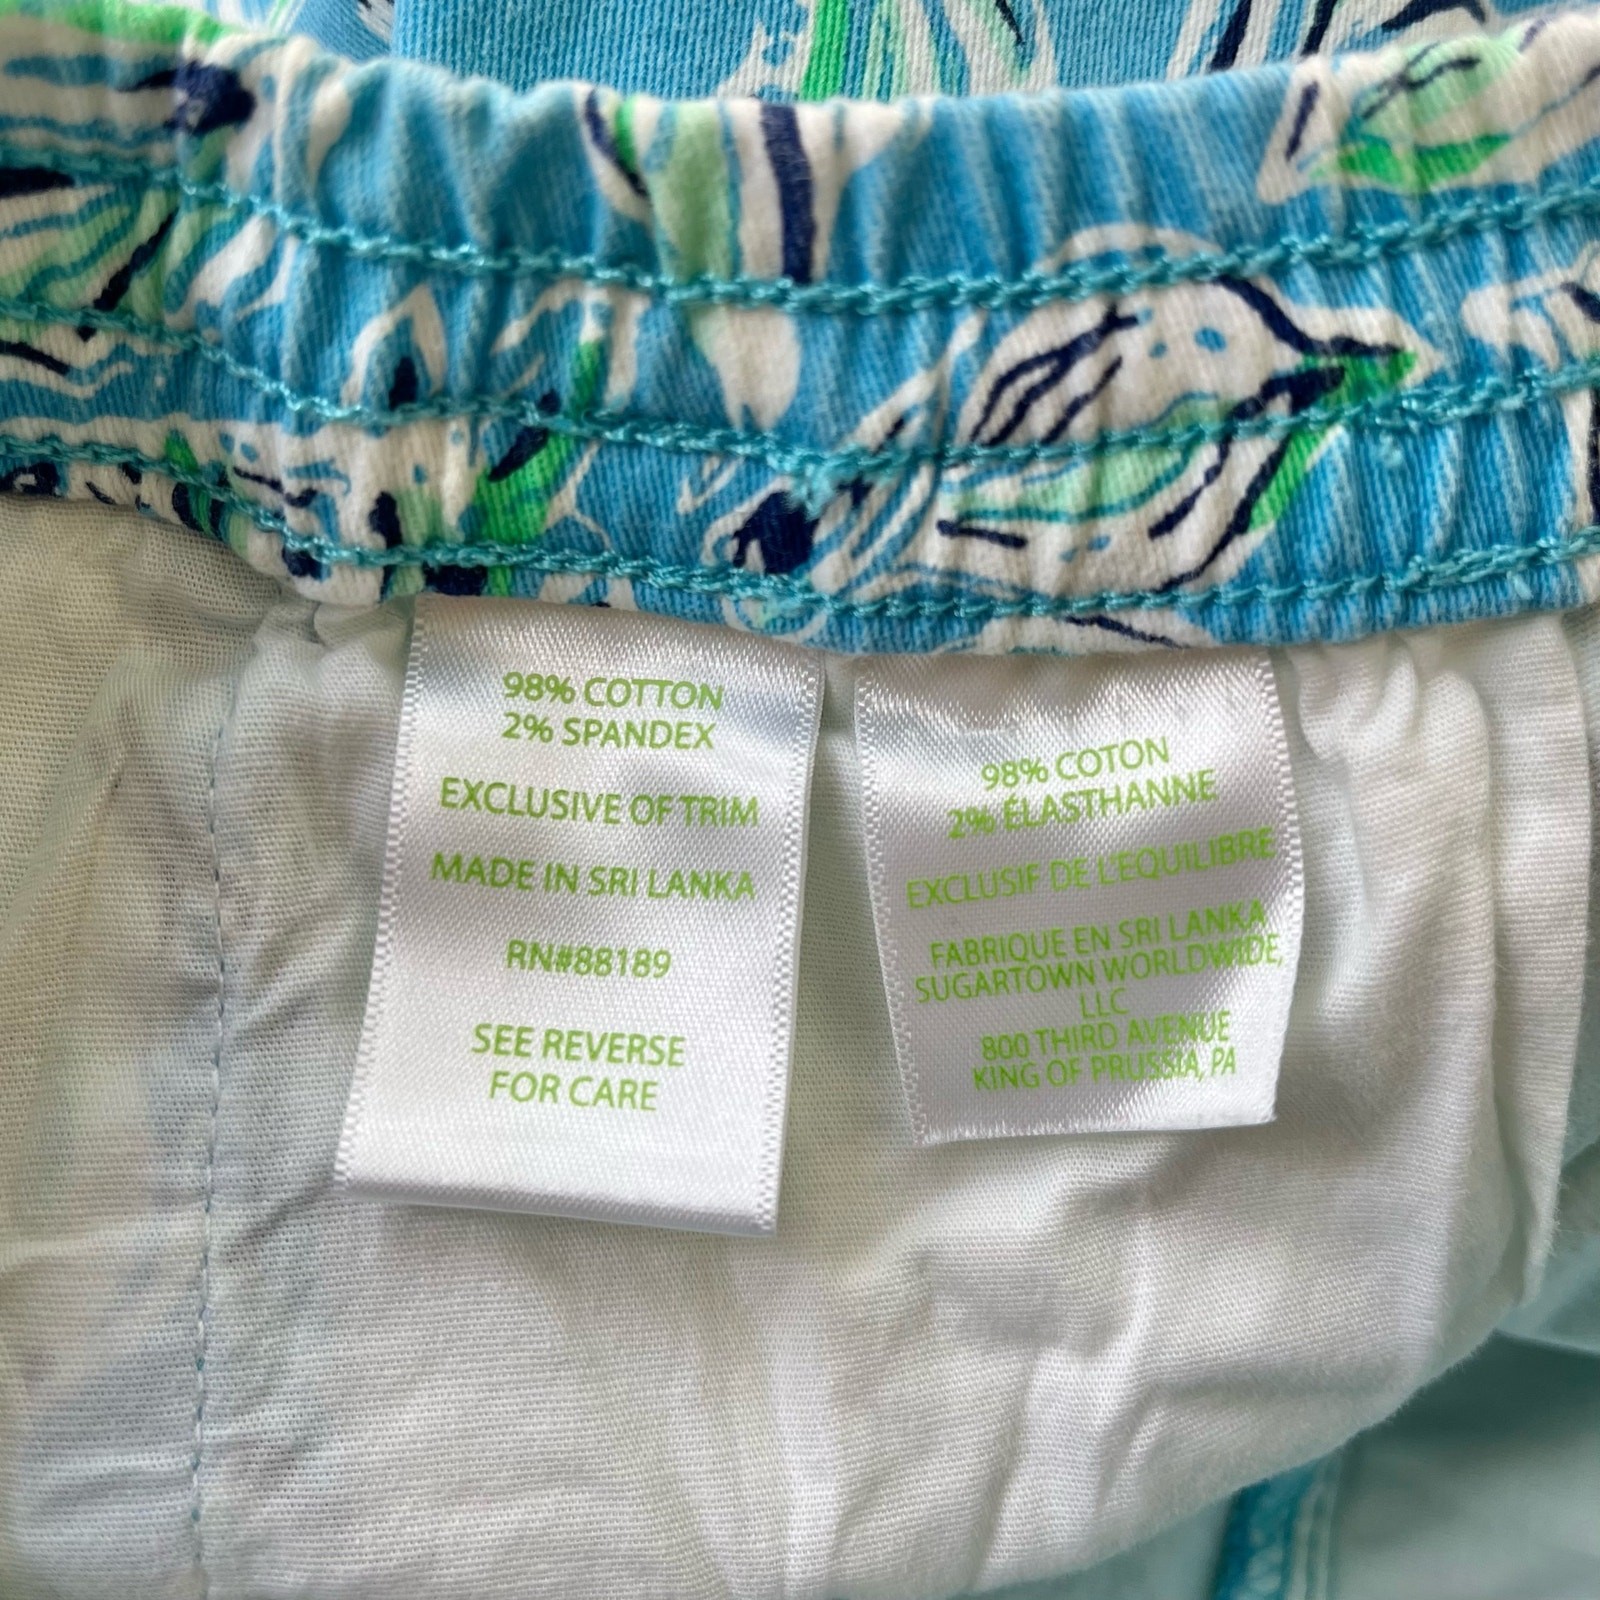 98% COTTON
2% SPANDEX
EXCLUSIVE OF TRIM
MADE IN SRI LANKA
RN#88189
SEE REVERSE
FOR CARE
98% COTON
2% ÉLASTHANNE
EXCLUSIF DE L'EQUILIBRE
FABRIQUE EN SRI LANKA
SUGARTOWN WORLDWIDE,
LLC
800 THIRD AVENUE
KING OF PRUSSIA, PA